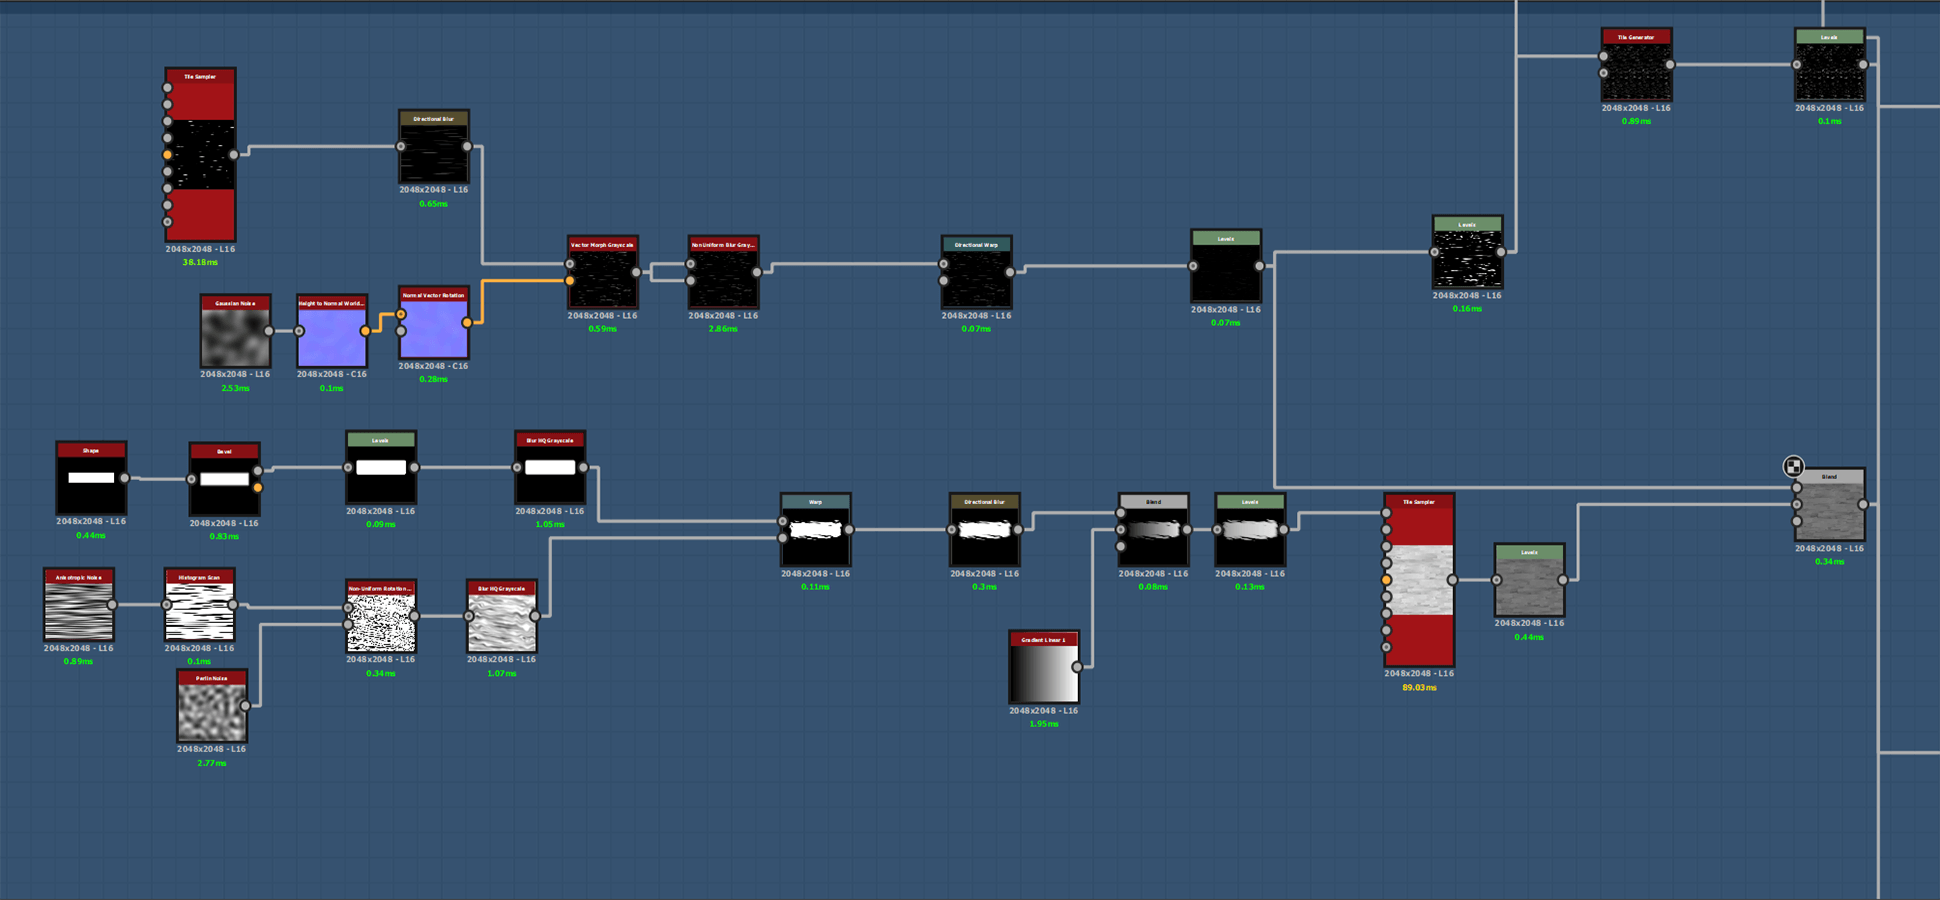 Tile Sampler
2048x2048 - L16
38.18ms
Directional Blur
2048x2048 - L16
0.65ms
Tile Generator
2048x2048 - L16
0.89ms
Levels
2048x2048 - L16
0.1ms
Gaussian Noise
2048x2048 - L16
2.53ms
Height to Normal World...
2048x2048 - C16
0.1ms
Normal Vector Rotation
2048x2048 - C16
0.28ms
Vector Morph Grayscale
2048x2048 - L16
0.59ms
Non Uniform Blur Gray...
2048x2048 - L16
2.86ms
Directional Warp
2048x2048 - L16
0.07ms
Levels
2048x2048 - L16
0.07ms
Levels
2048x2048 - L16
0.16ms
Shape
2048x2048 - L16
0.44ms
Bevel
2048x2048 - L16
0.83ms
Levels
2048x2048 - L16
0.09ms
Blur HQ Grayscale
2048x2048 - L16
1.05ms
Anisotropic Noise
2048x2048 - L16
0.89ms
Histogram Scan
2048x2048 - L16
0.1ms
Perlin Noise
2048x2048 - L16
2.77ms
Non-Uniform Rotation...
2048x2048 - L16
0.34ms
Blur HQ Grayscale
2048x2048 - L16
1.07ms
Warp
2048x2048 - L16
0.11ms
Directional Blur
2048x2048 - L16
0.3ms
Blend
2048x2048 - L16
0.08ms
Levels
2048x2048 - L16
0.13ms
Gradient Linear 1
2048x2048 - L16
1.95ms
Tile Sampler
2048x2048 - L16
89.03ms
Levels
2048x2048 - L16
0.44ms
Blend
2048x2048 - L16
0.34ms